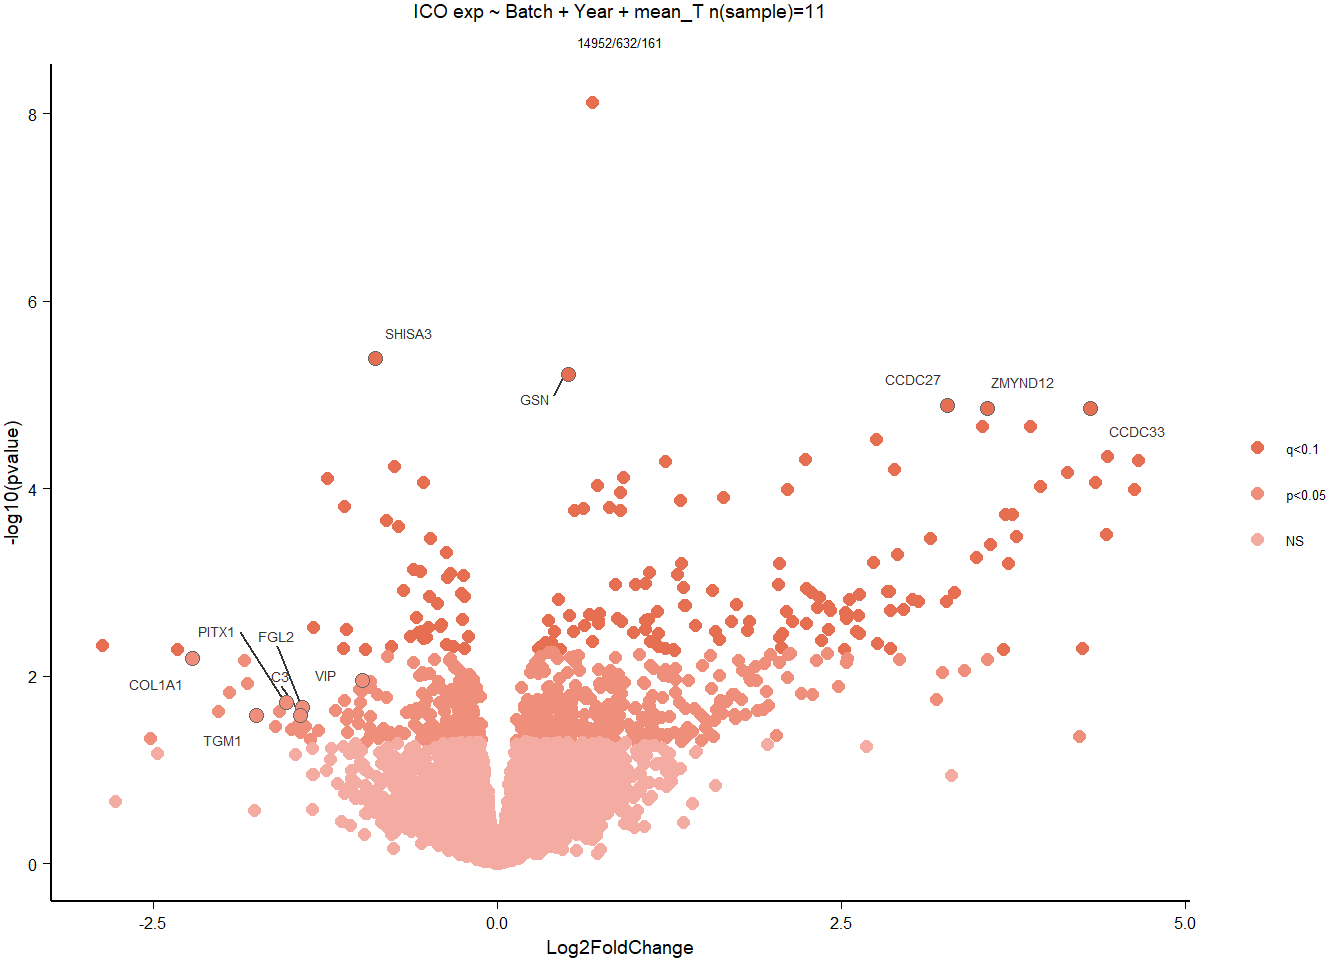 ICO exp ~ Batch + Year + mean_T n(sample)=11
14952/632/161
8
6
4
2
0
-log10(pvalue)
SHISA3
GSN
CCDC27
ZMYND12
CCDC33
PITX1
FGL2
C3
VIP
COL1A1
TGM1
q<0.1
p<0.05
NS
-2.5
0.0
2.5
5.0
Log2FoldChange